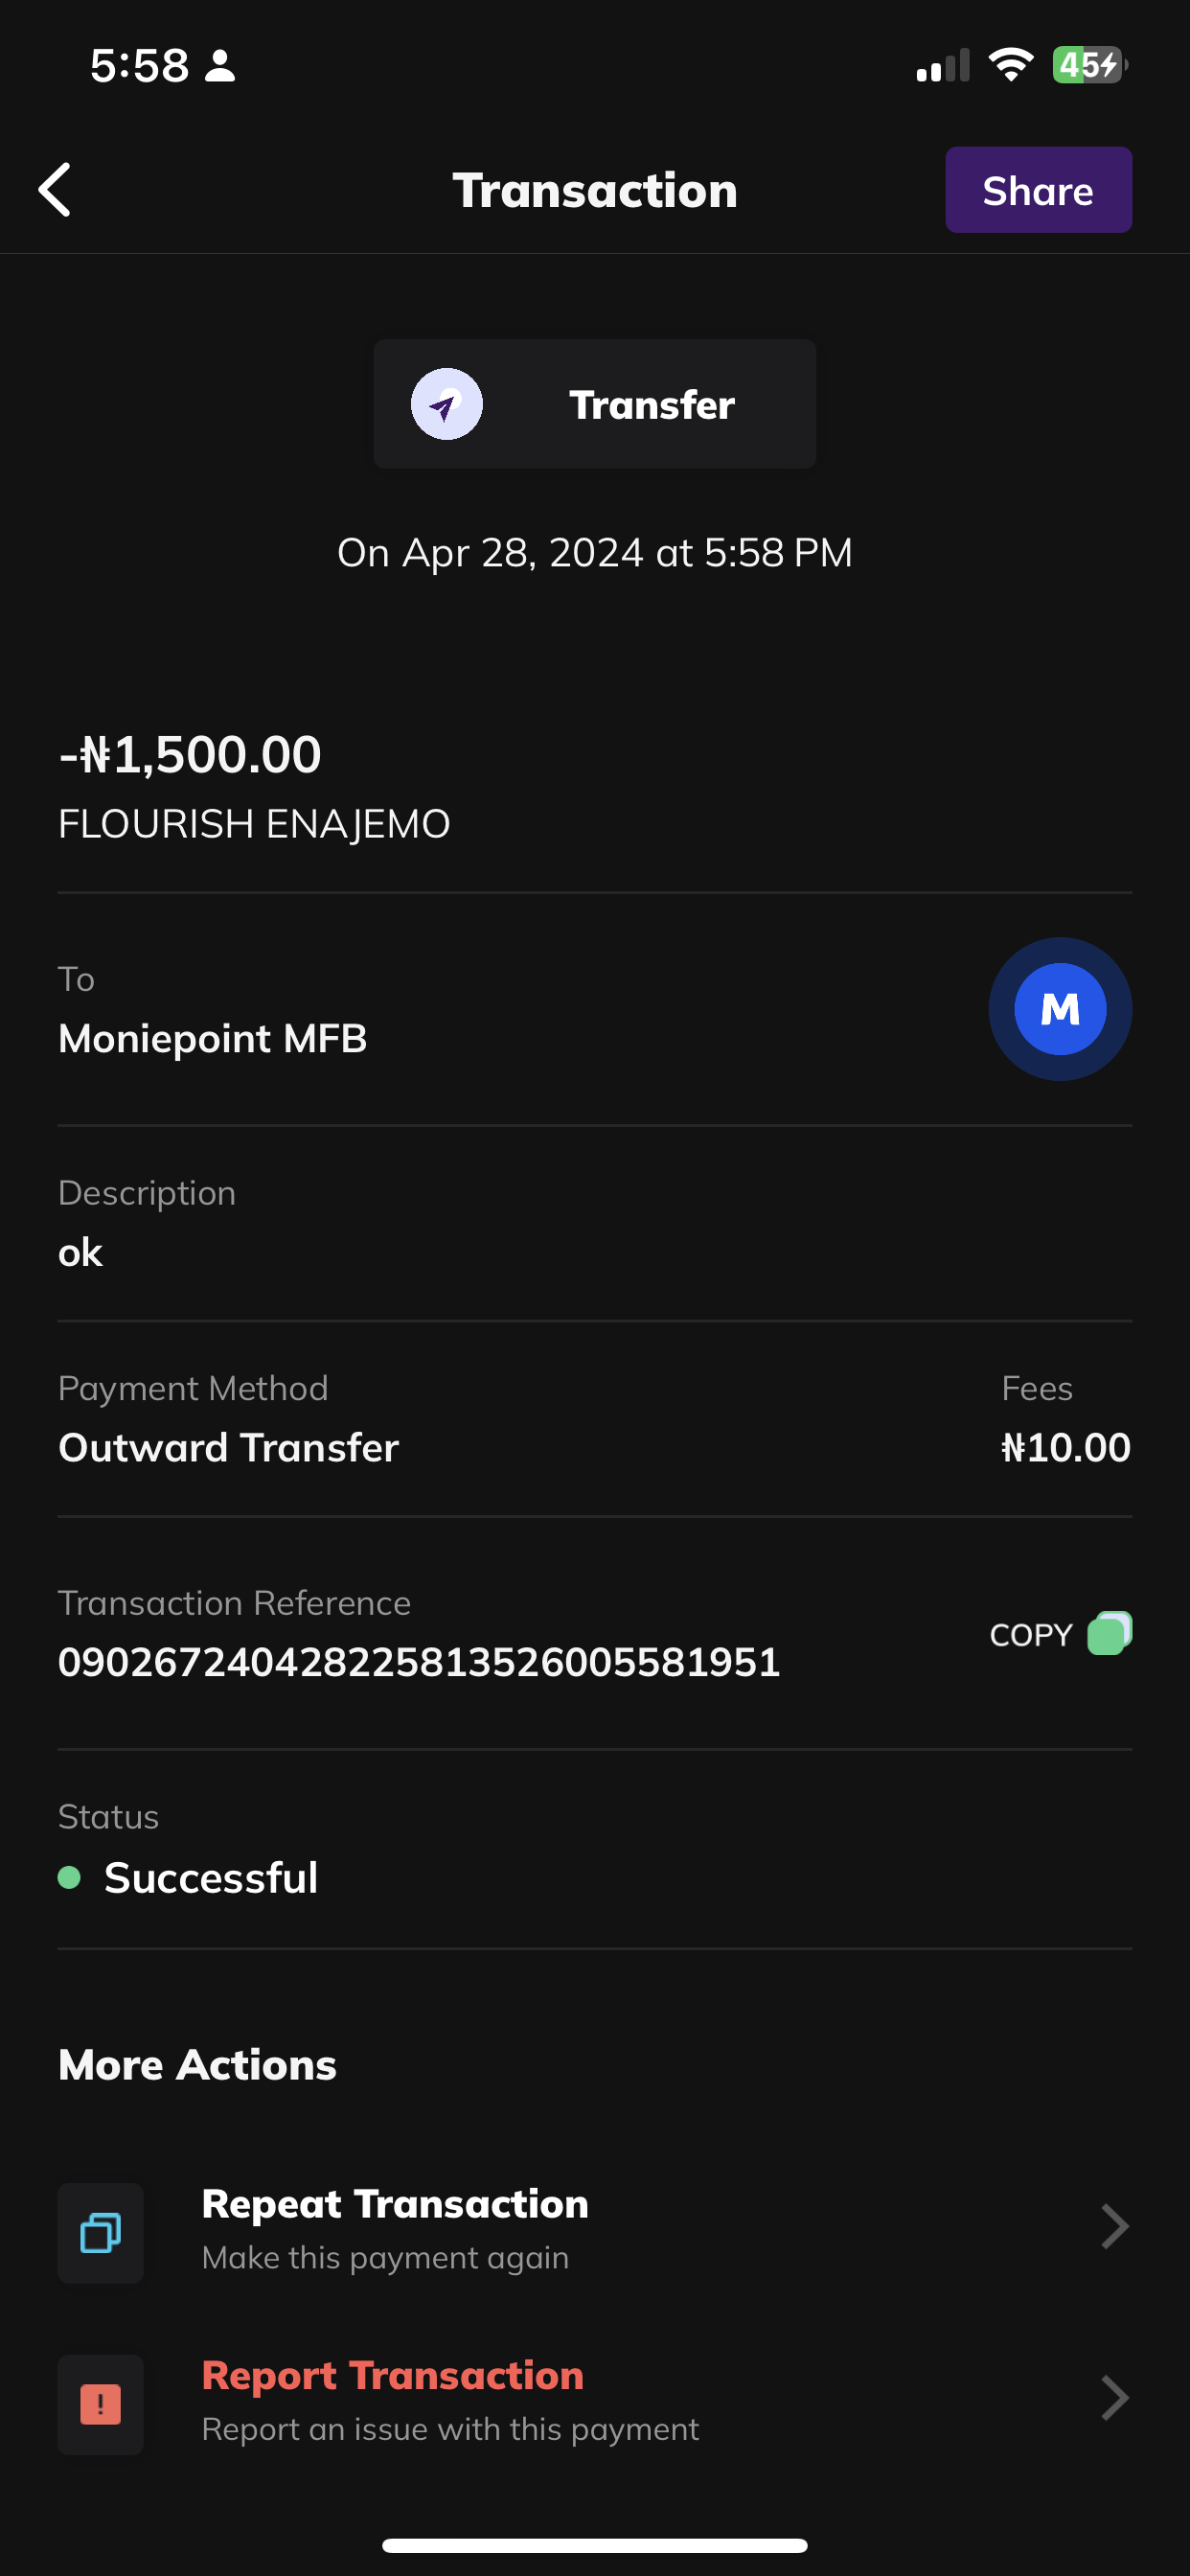 5:58
45
Transaction
Share
Transfer
On Apr 28, 2024 at 5:58 PM
-₦1,500.00
FLOURISH ENAJEMO
To
Moniepoint MFB
M
Description
ok
Payment Method
Fees
Outward Transfer
₦10.00
Transaction Reference
090267240428225813526005581951
COPY
Status
Successful
More Actions
Repeat Transaction
Make this payment again
Report Transaction
!
Report an issue with this payment